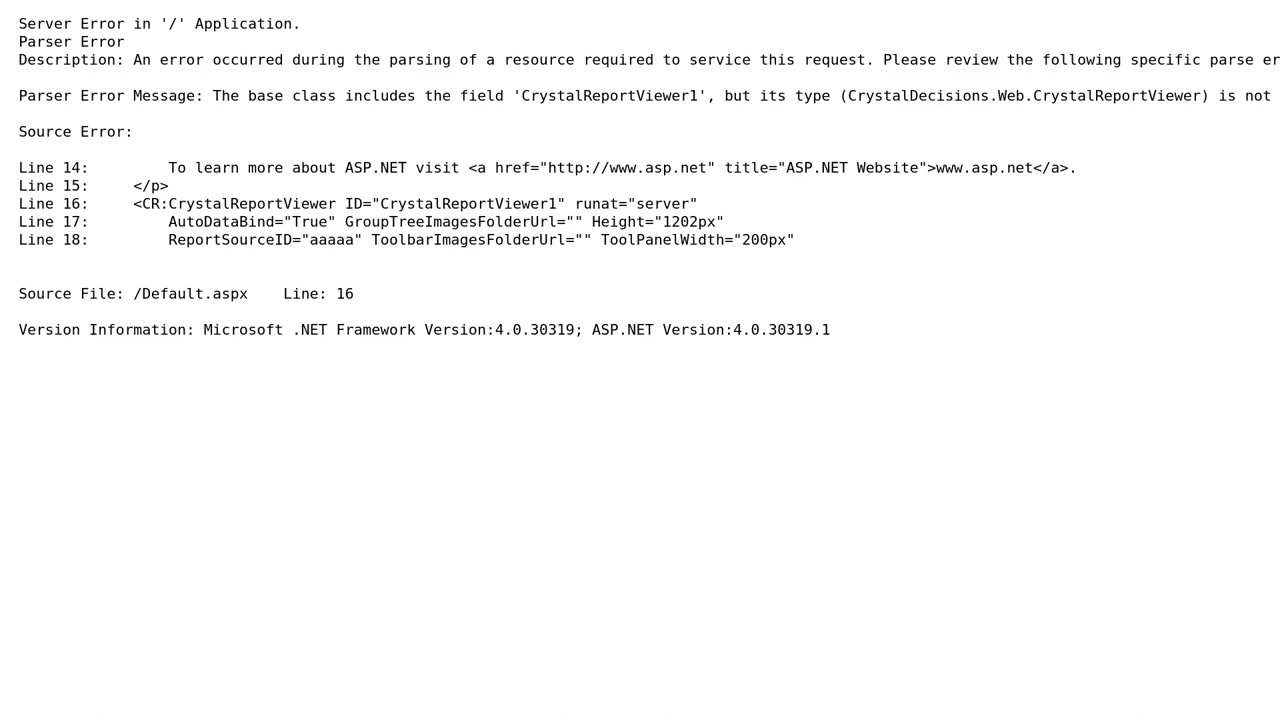 Server Error in '/' Application.
Parser Error
Description: An error occurred during the parsing of a resource required to service this request. Please review the following specific parse er
Parser Error Message: The base class includes the field 'CrystalReportViewer1', but its type (CrystalDecisions.Web.CrystalReportViewer) is not
Source Error:
Line 14:         To learn more about ASP.NET visit <a href="http://www.asp.net" title="ASP.NET Website">www.asp.net</a>.
Line 15:     </p>
Line 16:     <CR:CrystalReportViewer ID="CrystalReportViewer1" runat="server"
Line 17:         AutoDataBind="True" GroupTreeImagesFolderUrl="" Height="1202px"
Line 18:         ReportSourceID="aaaaa" ToolbarImagesFolderUrl="" ToolPanelWidth="200px"
Source File: /Default.aspx    Line: 16
Version Information: Microsoft .NET Framework Version:4.0.30319; ASP.NET Version:4.0.30319.1